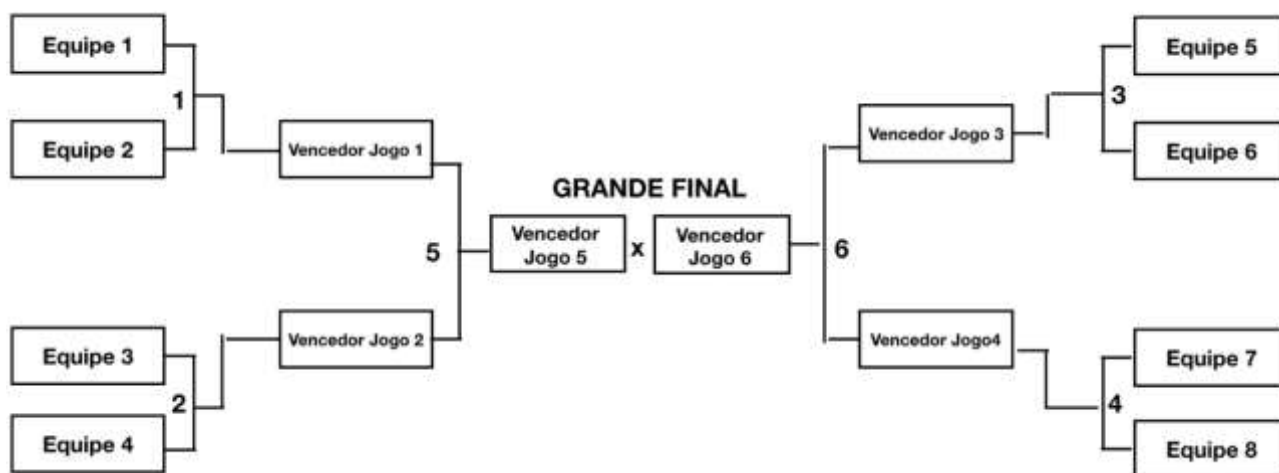 Equipe 1
1
Equipe 2
Vencedor Jogo 1
Equipe 3
2
Equipe 4
Vencedor Jogo 2
5
GRANDE FINAL
Vencedor
Jogo 5
x
Vencedor
Jogo 6
6
Vencedor Jogo 3
Equipe 5
3
Equipe 6
Vencedor Jogo4
Equipe 7
4
Equipe 8